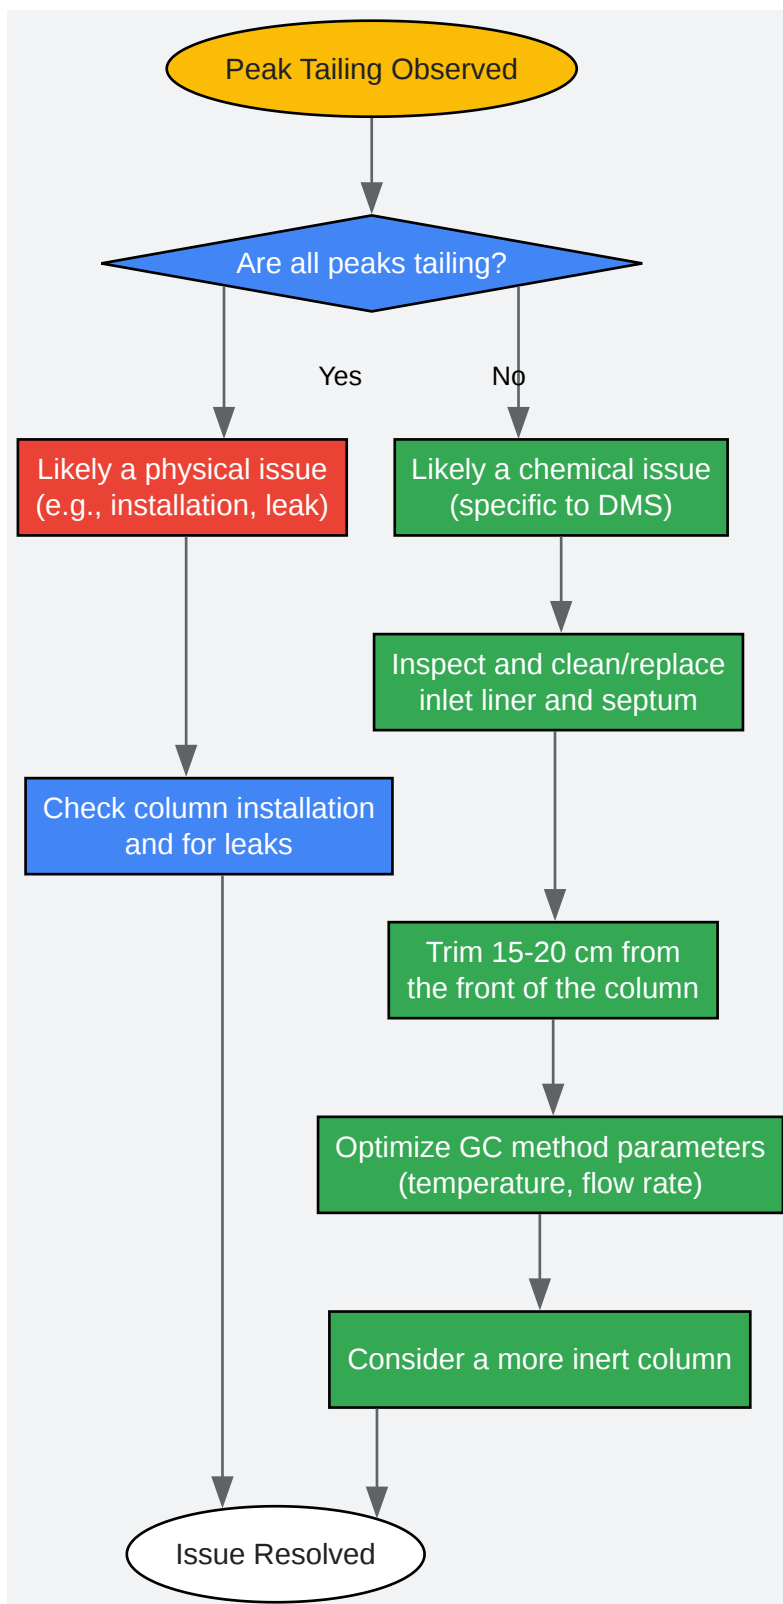 Peak Tailing Observed
Are all peaks tailing?
Yes
No
Likely a physical issue
(e.g., installation, leak)
Likely a chemical issue
(specific to DMS)
Inspect and clean/replace
inlet liner and septum
Check column installation
and for leaks
Trim 15-20 cm from
the front of the column
Optimize GC method parameters
(temperature, flow rate)
Consider a more inert column
Issue Resolved